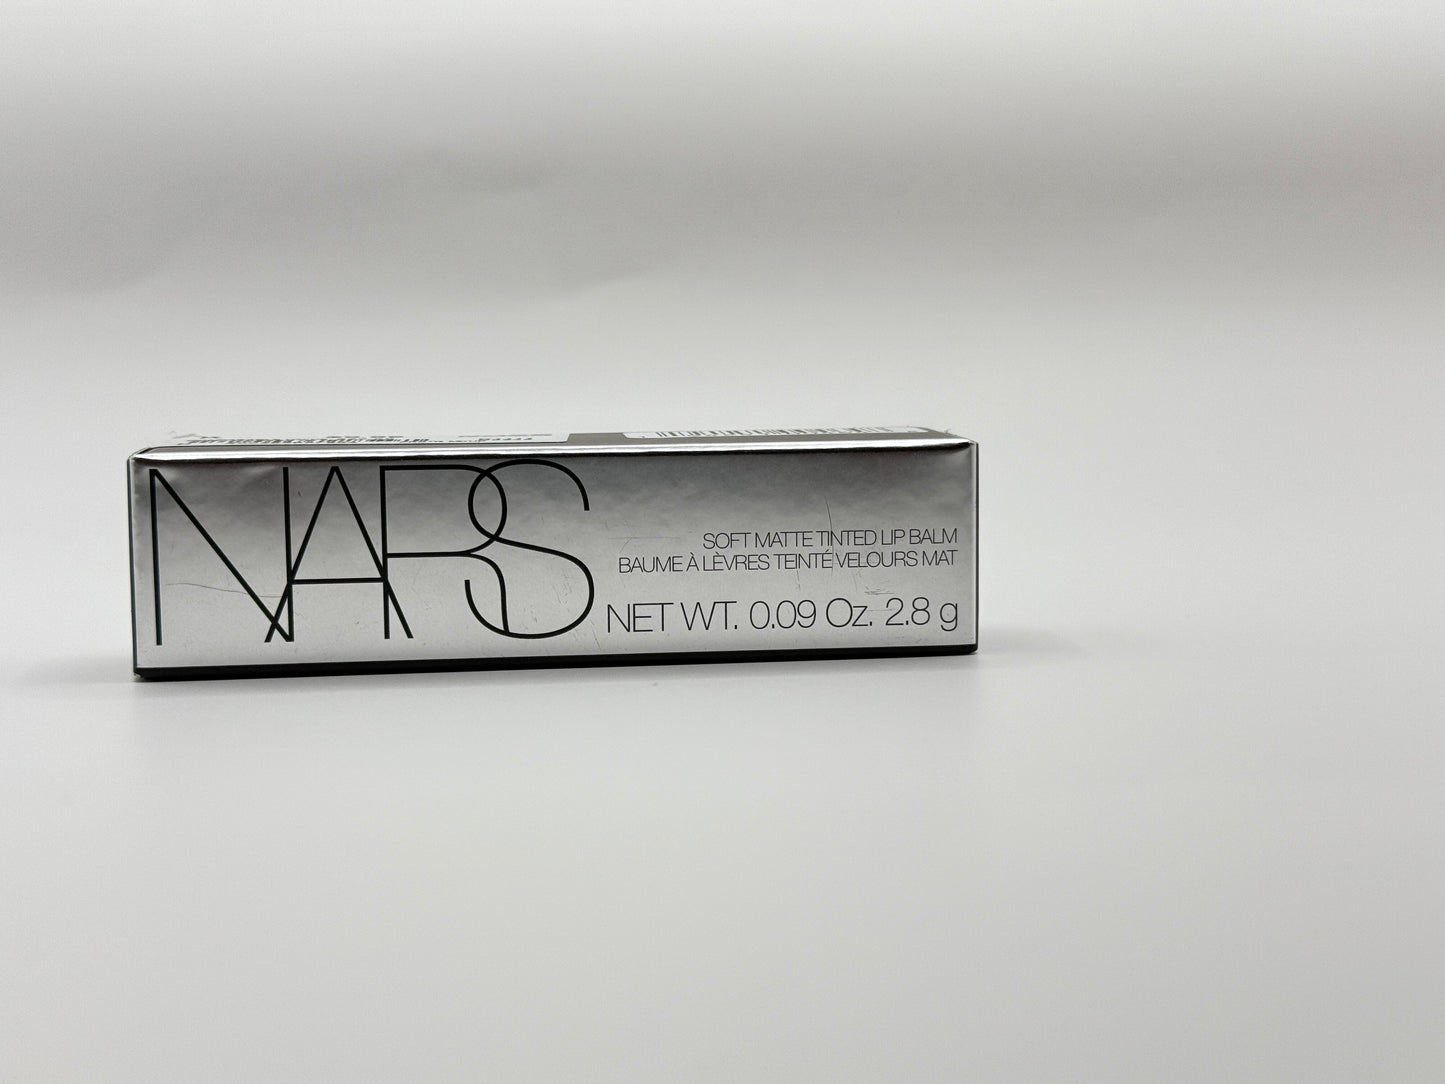 NARS
SOFT MATTE TINTED LIP BALM
BAUME À LÈVRES TEINTÉ VELOURS MAT
NET WT. 0.09 Oz. 2.8 g